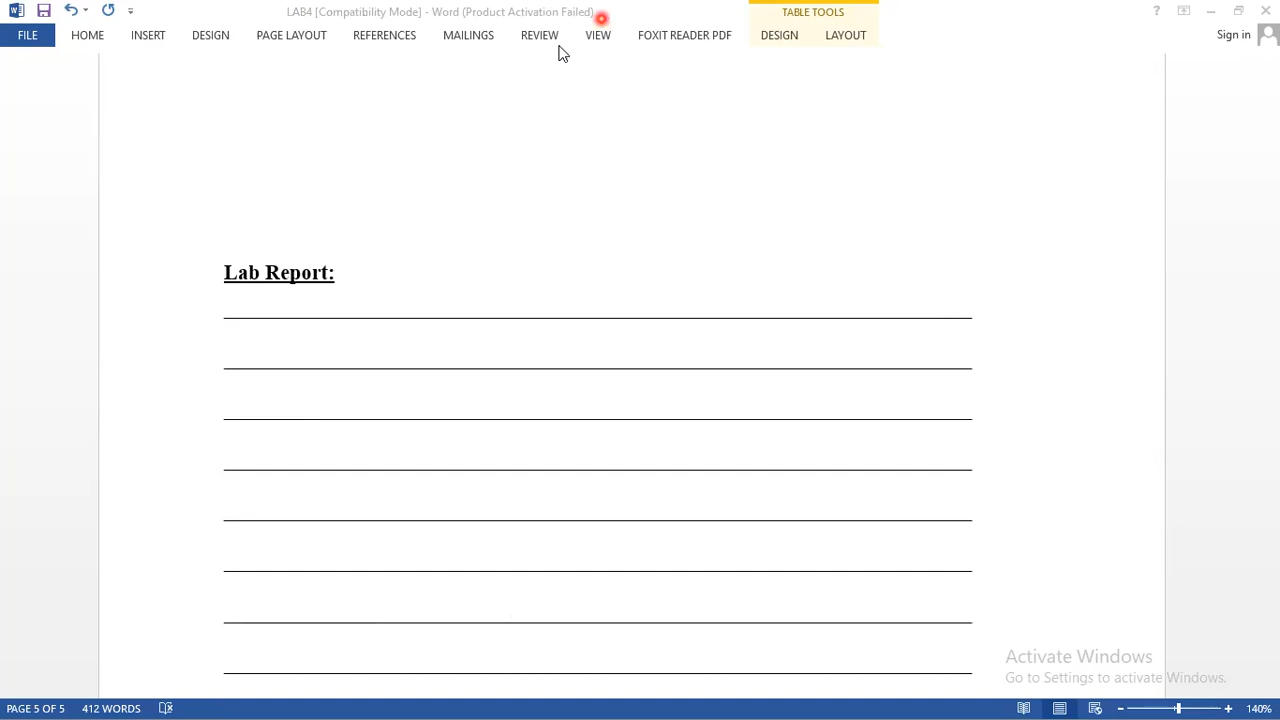 LAB4 [Compatibility Mode] - Word (Product Activation Failed)
TABLE TOOLS
?
FILE HOME INSERT DESIGN PAGE LAYOUT REFERENCES MAILINGS REVIEW VIEW FOXIT READER PDF DESIGN LAYOUT Sign in
Lab Report:
Activate Windows
Go to Settings to activate Windows.
PAGE 5 OF 5 412 WORDS 140%